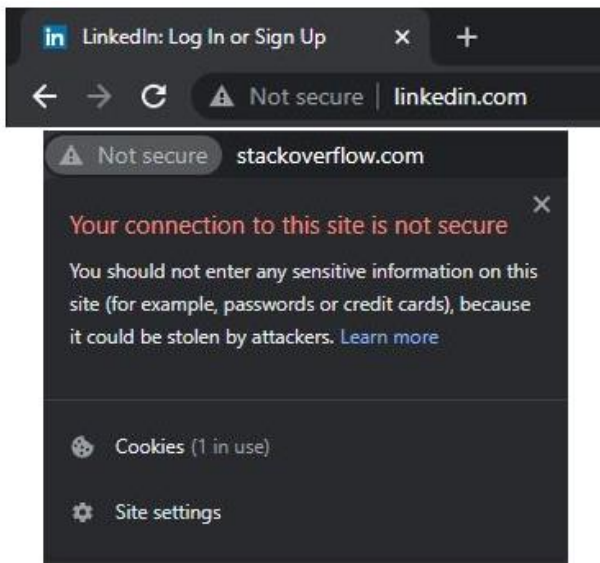 in LinkedIn: Log In or Sign Up
Not secure | linkedin.com
Not secure stackoverflow.com
Your connection to this site is not secure
You should not enter any sensitive information on this
site (for example, passwords or credit cards), because
it could be stolen by attackers. Learn more
Cookies (1 in use)
Site settings